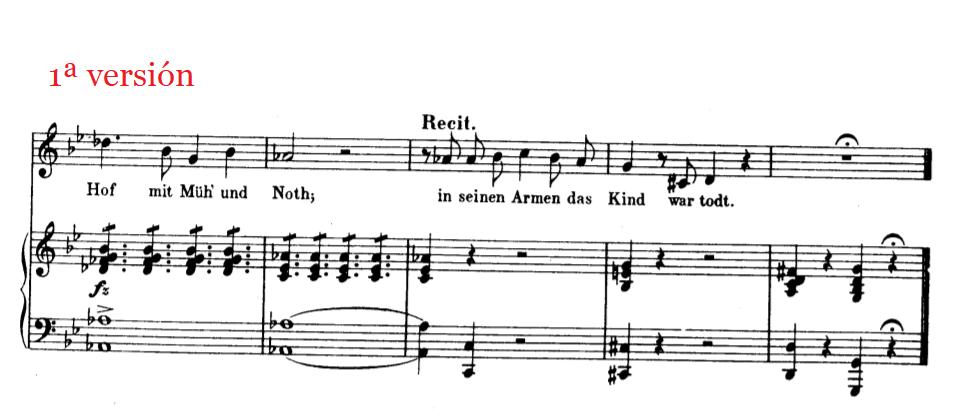 1ª versión
Recit.
Hof mit Müh' und Noth; in seinen Armen das Kind war todt.
fz